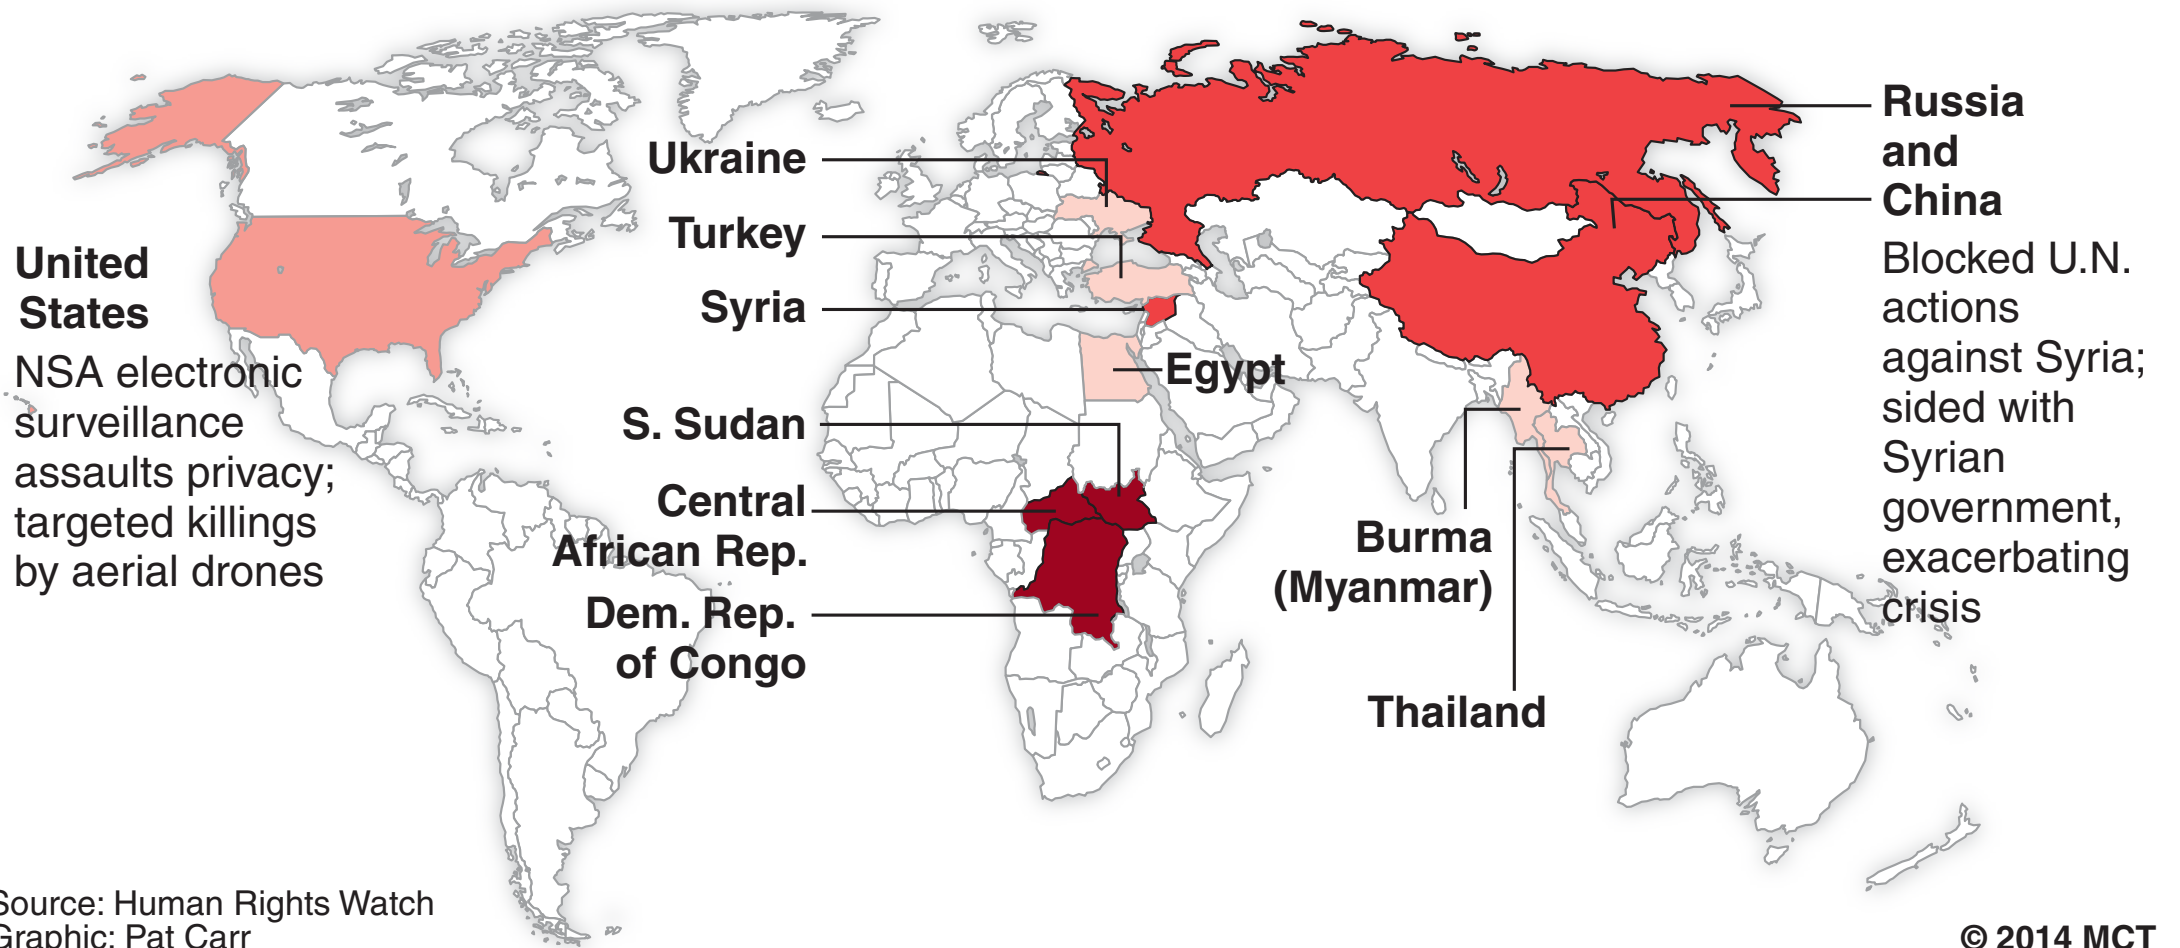 United
States
NSA electronic
surveillance
assaults privacy;
targeted killings
by aerial drones
Ukraine
Turkey
Syria
Egypt
S. Sudan
Central
African Rep.
Dem. Rep.
of Congo
Burma
(Myanmar)
Thailand
Russia
and
China
Blocked U.N.
actions
against Syria;
sided with
Syrian
government,
exacerbating
crisis
Source: Human Rights Watch
Graphic: Pat Carr
© 2014 MCT